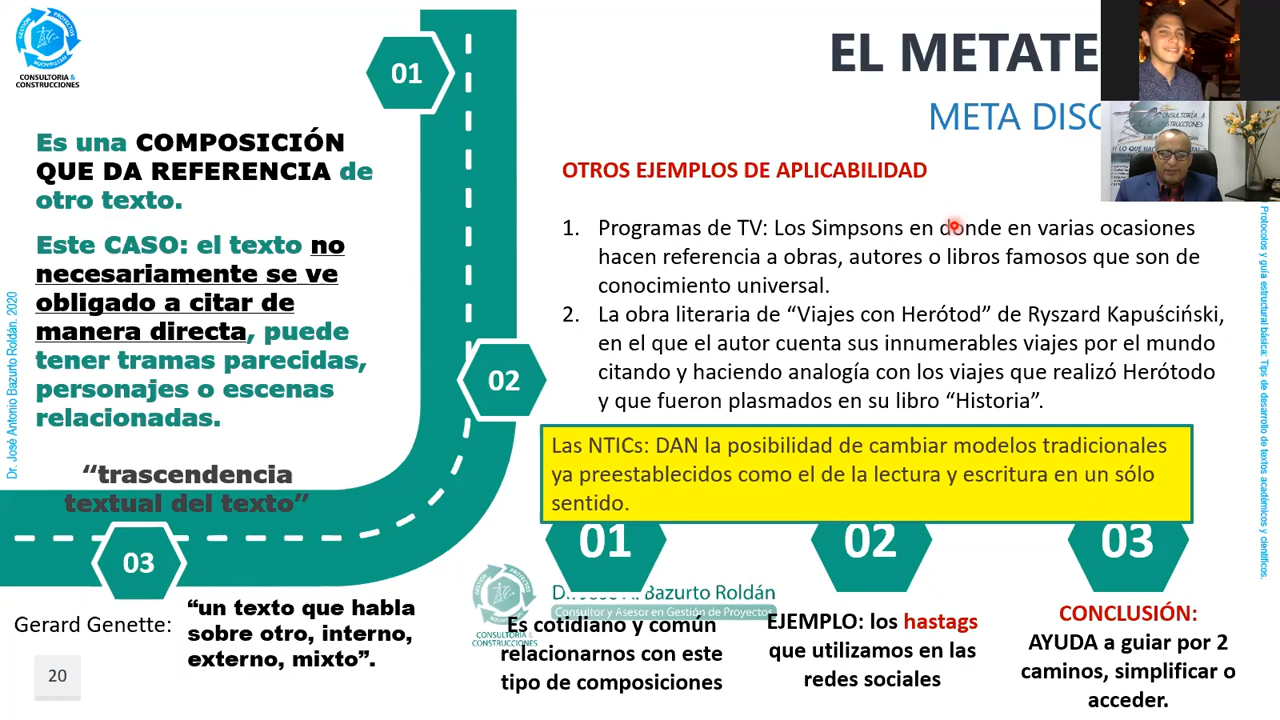 CONSULTORIA &
CONSTRUCCIONES
01
EL METATE
META DISC
Es una COMPOSICIÓN
QUE DA REFERENCIA de
otro texto.
Este CASO: el texto no
necesariamente se ve
obligado a citar de
manera directa, puede
tener tramas parecidas,
personajes o escenas
relacionadas.
“trascendencia
textual del texto”
02
03
Gerard Genette:
“un texto que habla
sobre otro, interno,
externo, mixto”.
20
Dr. José Antonio Bazurto Roldán. 2020
OTROS EJEMPLOS DE APLICABILIDAD
1. Programas de TV: Los Simpsons en donde en varias ocasiones
hacen referencia a obras, autores o libros famosos que son de
conocimiento universal.
2. La obra literaria de “Viajes con Herótod” de Ryszard Kapuściński,
en el que el autor cuenta sus innumerables viajes por el mundo
citando y haciendo analogía con los viajes que realizó Herótodo
y que fueron plasmados en su libro “Historia”.
Las NTICs: DAN la posibilidad de cambiar modelos tradicionales
ya preestablecidos como el de la lectura y escritura en un sólo
sentido.
01
Es cotidiano y común
relacionarnos con este
tipo de composiciones
02
EJEMPLO: los hastags
que utilizamos en las
redes sociales
03
CONCLUSIÓN:
AYUDA a guiar por 2
caminos, simplificar o
acceder.
Bazurto Roldán
Consultor y Asesor en Gestión de Proyectos
CONSULTORIA &
CONSTRUCCIONES
Protocolos y guía estructural básica: Tips de desarrollo de textos académicos y científicos.